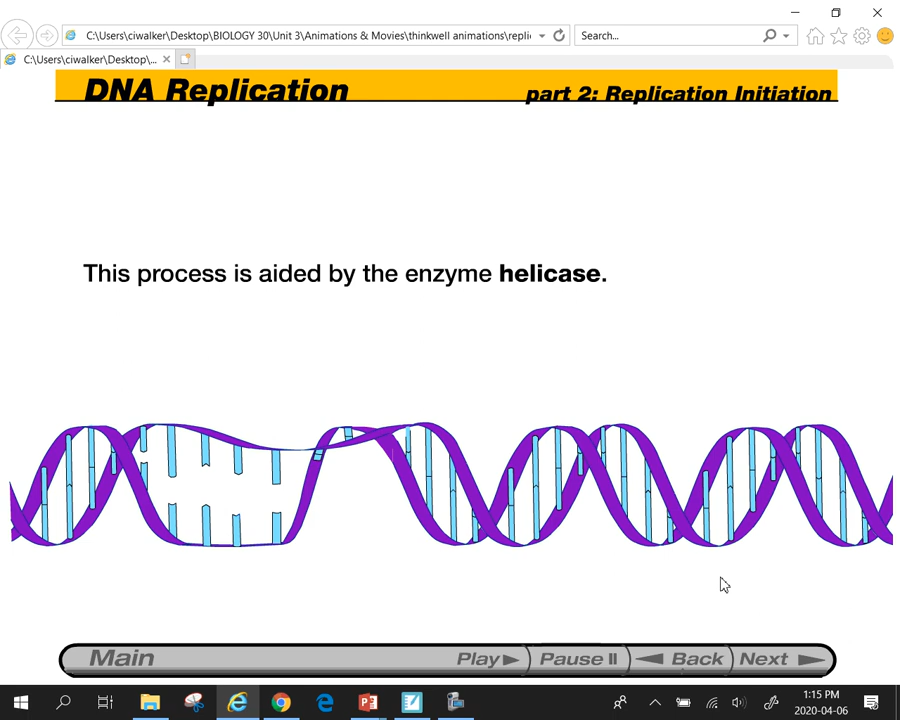 C:\Users\ciwalker\Desktop\BIOLOGY 30\Unit 3\Animations & Movies\thinkwell animations\repli
Search...
C:\Users\ciwalker\Desktop\...
DNA Replication
part 2: Replication Initiation
This process is aided by the enzyme helicase.
Main
Play
Pause
Back
Next
1:15 PM
2020-04-06